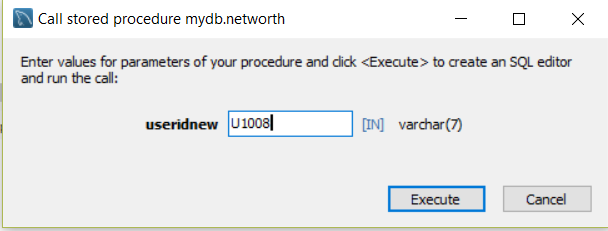 Call stored procedure mydb.networth
Enter values for parameters of your procedure and click <Execute> to create an SQL editor
and run the call:
useridnew U1008 [IN] varchar(7)
Execute Cancel